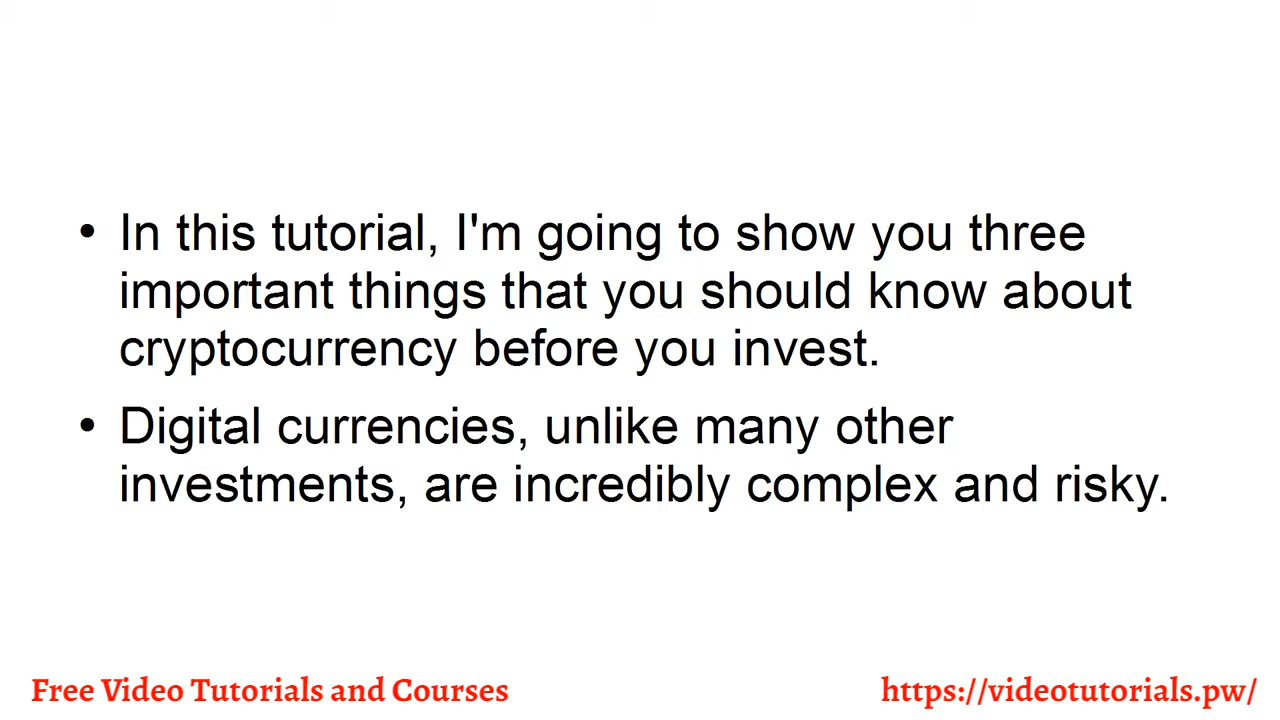 • In this tutorial, I'm going to show you three
important things that you should know about
cryptocurrency before you invest.
• Digital currencies, unlike many other
investments, are incredibly complex and risky.
Free Video Tutorials and Courses
https://videotutorials.pw/